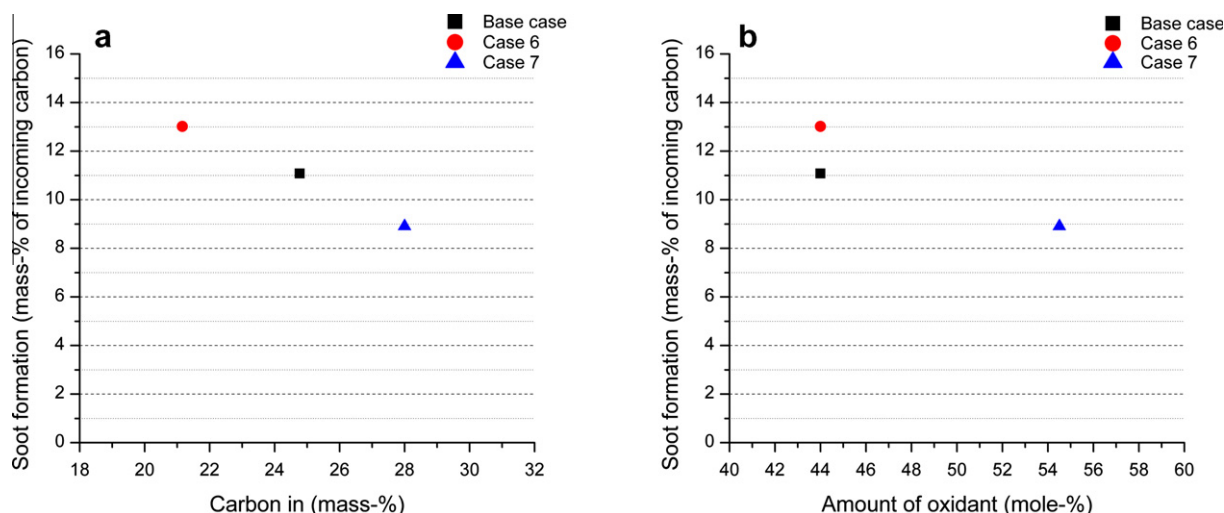 a
Base case
Case 6
Case 7
Soot formation (mass-% of incoming carbon)
16
14
12
10
8
6
4
2
0
18 20 22 24 26 28 30 32
Carbon in (mass-%)
b
Base case
Case 6
Case 7
Soot formation (mass-% of incoming carbon)
16
14
12
10
8
6
4
2
0
40 42 44 46 48 50 52 54 56 58 60
Amount of oxidant (mole-%)